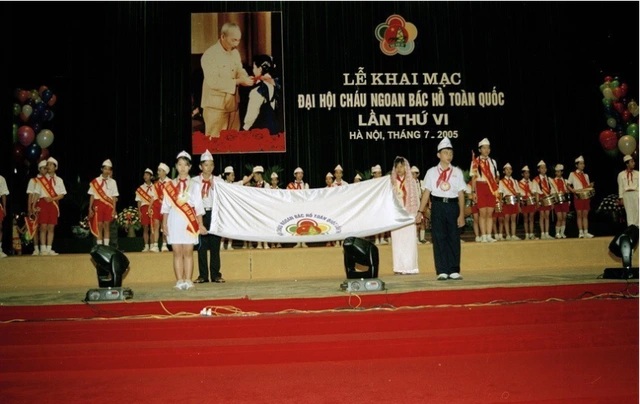 LỄ KHAI MẠC
ĐẠI HỘI CHÁU NGOAN BÁC HỒ TOÀN QUỐC
LẦN THỨ VI
HÀ NỘI, THÁNG 7-2005